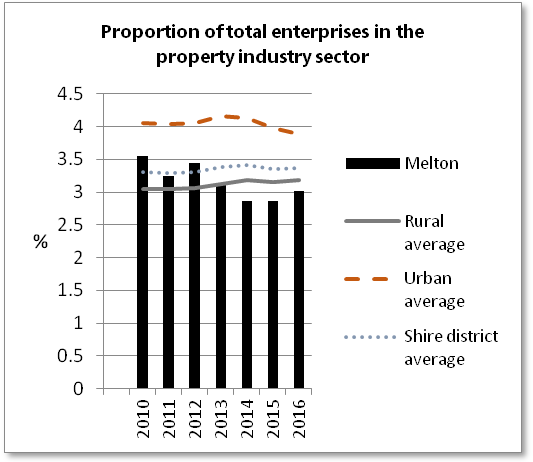 Proportion of total enterprises in the
property industry sector
4.5
4
3.5
3
2.5
2
1.5
1
0.5
0
%
2010
2011
2012
2013
2014
2015
2016
Melton
Rural
average
Urban
average
Shire district
average